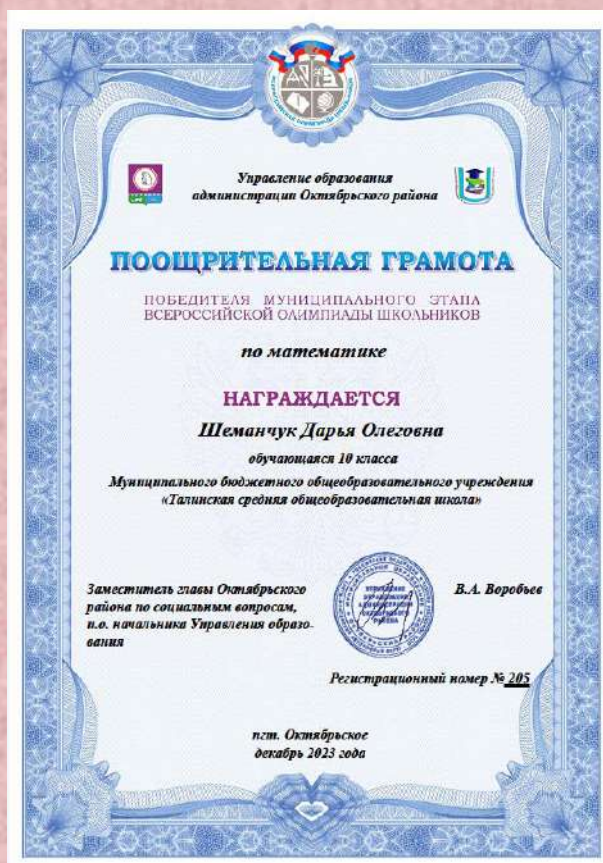 Управление образования
администрации Октябрьского района
ПООЩРИТЕЛЬНАЯ ГРАМОТА
ПОБЕДИТЕЛЯ МУНИЦИПАЛЬНОГО ЭТАПА
ВСЕРОССИЙСКОЙ ОЛИМПИАДЫ ШКОЛЬНИКОВ
по математике
НАГРАЖДАЕТСЯ
Шеманчук Дарья Олеговна
обучающаяся 10 класса
Муниципального бюджетного общеобразовательного учреждения
«Талинская средняя общеобразовательная школа»
Заместитель главы Октябрьского
района по социальным вопросам,
и.о. начальника Управления образо-
вания
В.А. Воробьев
Регистрационный номер № 205
пгт. Октябрьское
декабрь 2023 года